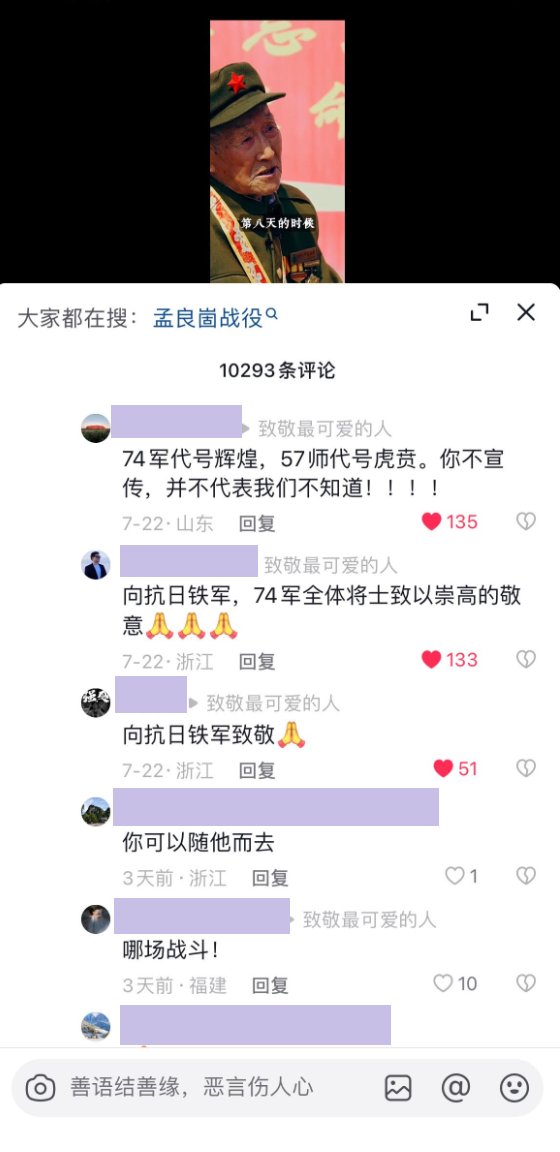 第八天的时候
大家都在搜：孟良崮战役
10293条评论
致敬最可爱的人
74军代号辉煌，57师代号虎贲。你不宣
传，并不代表我们不知道！！！！
7-22·山东 回复 135
致敬最可爱的人
向抗日铁军，74军全体将士致以崇高的敬
意🙏🙏🙏
7-22·浙江 回复 133
致敬最可爱的人
向抗日铁军致敬🙏
7-22·浙江 回复 51
你可以随他而去
3天前·浙江 回复 1
致敬最可爱的人
哪场战斗！
3天前·福建 回复 10
善语结善缘，恶言伤人心